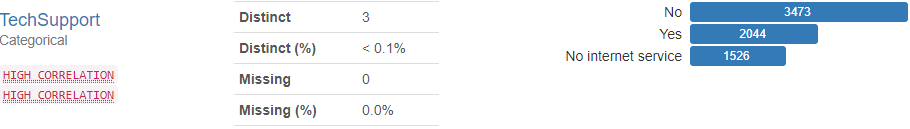 TechSupport
Categorical
HIGH CORRELATION
HIGH CORRELATION
Distinct 3
Distinct (%) < 0.1%
Missing 0
Missing (%) 0.0%
No 3473
Yes 2044
No internet service 1526